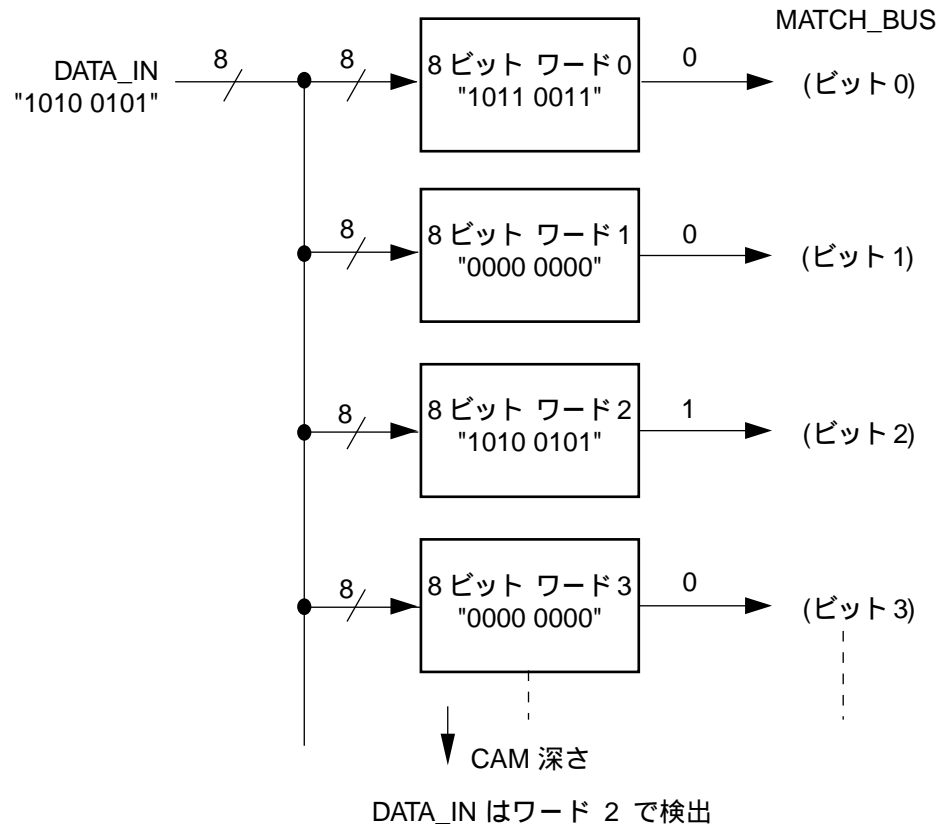 MATCH_BUS
DATA_IN
"1010 0101"
8
8
8 ビット ワード 0
"1011 0011"
0
(ビット 0)
8
8 ビット ワード 1
"0000 0000"
0
(ビット 1)
8
8 ビット ワード 2
"1010 0101"
1
(ビット 2)
8
8 ビット ワード 3
"0000 0000"
0
(ビット 3)
CAM 深さ
DATA_IN はワード 2 で検出